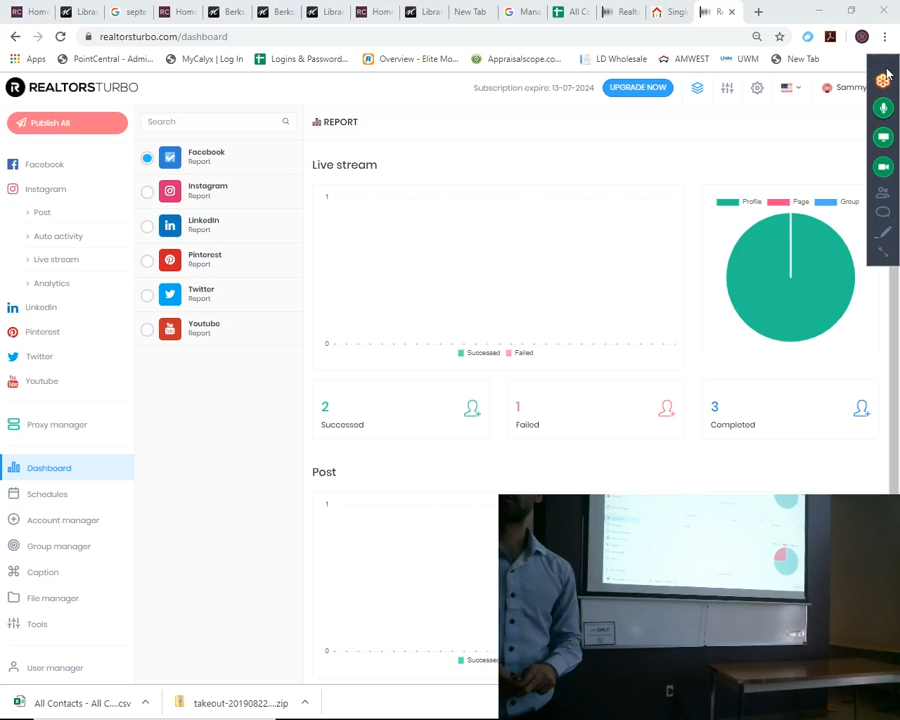 Home
Libra
septe
Home
Berks
Berks
Libra
Home
Libra
New Tab
Mana
All Co
Realt
Singl
R
realtorsturbo.com/dashboard
Apps
PointCentral - Admi...
MyCalyx | Log In
Logins & Password...
Overview - Elite Mo...
Appraisalscope.co...
LD Wholesale
AMWEST
UWM
UWM
New Tab
R REALTORSTURBO
Subscription expire: 13-07-2024
UPGRADE NOW
Sammy
Publish All
Search
REPORT
Facebook
Instagram
Post
Auto activity
Live stream
Analytics
LinkedIn
Pinterest
Twitter
Youtube
Proxy manager
Dashboard
Schedules
Account manager
Group manager
Caption
File manager
Tools
User manager
Facebook
Report
Instagram
Report
LinkedIn
Report
Pinterest
Report
Twitter
Report
Youtube
Report
Live stream
1
0
Successed Failed
Profile Page Group
2
Successed
1
Failed
3
Completed
Post
1
0
Successed
All Contacts - All C....csv
takeout-20190822....zip